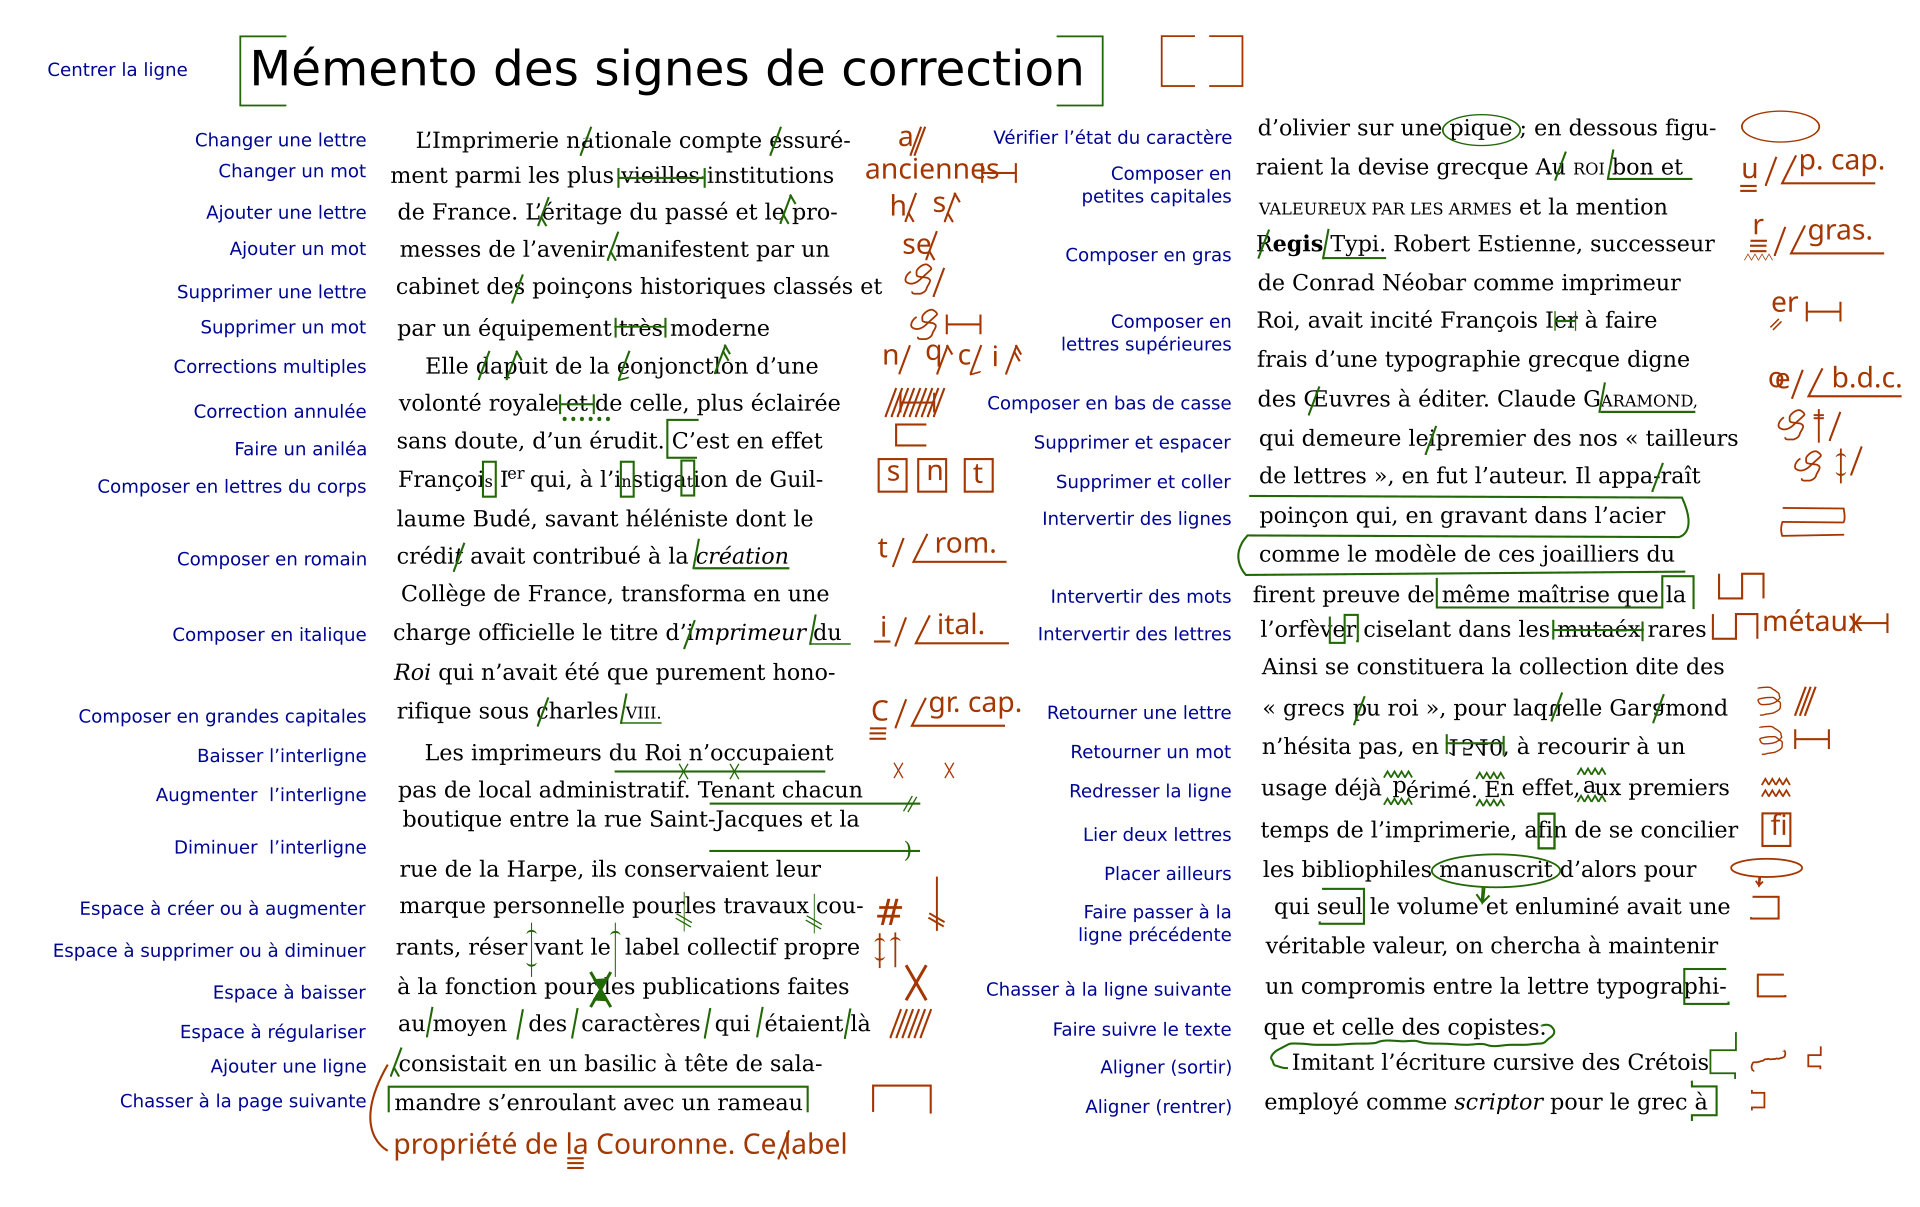 Centrer la ligne Mémento des signes de correction
Changer une lettre L’Imprimerie nationale compte essuré- a
Changer un mot ment parmi les plus vieilles institutions anciennes
Ajouter une lettre de France. L’éritage du passé et le pro- h s
Ajouter un mot messes de l’avenir manifestent par un se
Supprimer une lettre cabinet des poinçons historiques classés et
Supprimer un mot par un équipement très moderne
Corrections multiples Elle dapuit de la eonjonctlon d’une n q c i
Correction annulée volonté royale et de celle, plus éclairée
Faire un aniléa sans doute, d’un érudit. C’est en effet
Composer en lettres du corps François Ier qui, à l’instigation de Guil- s n t
laume Budé, savant héléniste dont le
Composer en romain crédit avait contribué à la création t rom.
Collège de France, transforma en une
Composer en italique charge officielle le titre d’imprimeur du i ital.
Roi qui n’avait été que purement hono-
Composer en grandes capitales rifique sous charles VIII. C gr. cap.
Baisser l’interligne Les imprimeurs du Roi n’occupaient
Augmenter l’interligne pas de local administratif. Tenant chacun
boutique entre la rue Saint-Jacques et la
Diminuer l’interligne
rue de la Harpe, ils conservaient leur
Espace à créer ou à augmenter marque personnelle pourles travaux cou- #
Espace à supprimer ou à diminuer rants, réser vant le label collectif propre
Espace à baisser à la fonction pour les publications faites
Espace à régulariser au moyen des caractères qui étaient là
Ajouter une ligne consistait en un basilic à tête de sala-
Chasser à la page suivante mandre s’enroulant avec un rameau
propriété de la Couronne. Ce label
Vérifier l’état du caractère d’olivier sur une pique ; en dessous figu-
Composer en raient la devise grecque Au ROI bon et u p. cap.
petites capitales
VALEUREUX PAR LES ARMES et la mention
Composer en gras Regis Typi. Robert Estienne, successeur r gras.
de Conrad Néobar comme imprimeur
Composer en Roi, avait incité François Ier à faire er
lettres supérieures
frais d’une typographie grecque digne
Composer en bas de casse des Œuvres à éditer. Claude GARAMOND, œ b.d.c.
Supprimer et espacer qui demeure leipremier des nos « tailleurs
Supprimer et coller de lettres », en fut l’auteur. Il appa-raît
Intervertir des lignes poinçon qui, en gravant dans l’acier
comme le modèle de ces joailliers du
Intervertir des mots firent preuve de même maîtrise que la
Intervertir des lettres l’orfèver ciselant dans les mutaéx rares métaux
Ainsi se constituera la collection dite des
Retourner une lettre « grecs pu roi », pour laquelle Garamond
Retourner un mot n’hésita pas, en 1540, à recourir à un
Redresser la ligne usage déjà périmé. En effet, aux premiers
Lier deux lettres temps de l’imprimerie, afin de se concilier fi
Placer ailleurs les bibliophiles manuscrit d’alors pour
Faire passer à la qui seul le volume et enluminé avait une
ligne précédente
véritable valeur, on chercha à maintenir
Chasser à la ligne suivante un compromis entre la lettre typographi-
Faire suivre le texte que et celle des copistes.
Aligner (sortir) Imitant l’écriture cursive des Crétois
Aligner (rentrer) employé comme scriptor pour le grec à